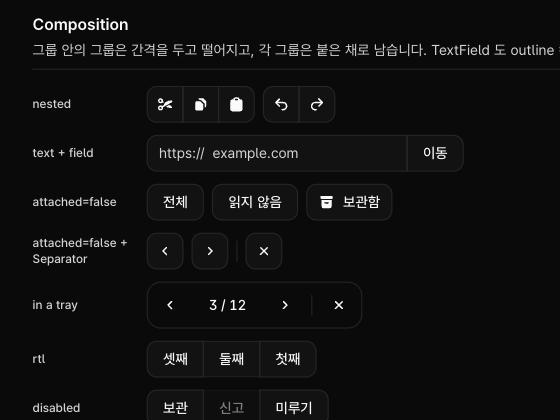 Composition
그룹 안의 그룹은 간격을 두고 떨어지고, 각 그룹은 붙은 채로 남습니다. TextField 도 outline
nested
text + field https:// example.com 이동
attached=false 전체 읽지 않음 보관함
attached=false +
Separator
in a tray 3 / 12
rtl 셋째 둘째 첫째
disabled 보관 신고 미루기